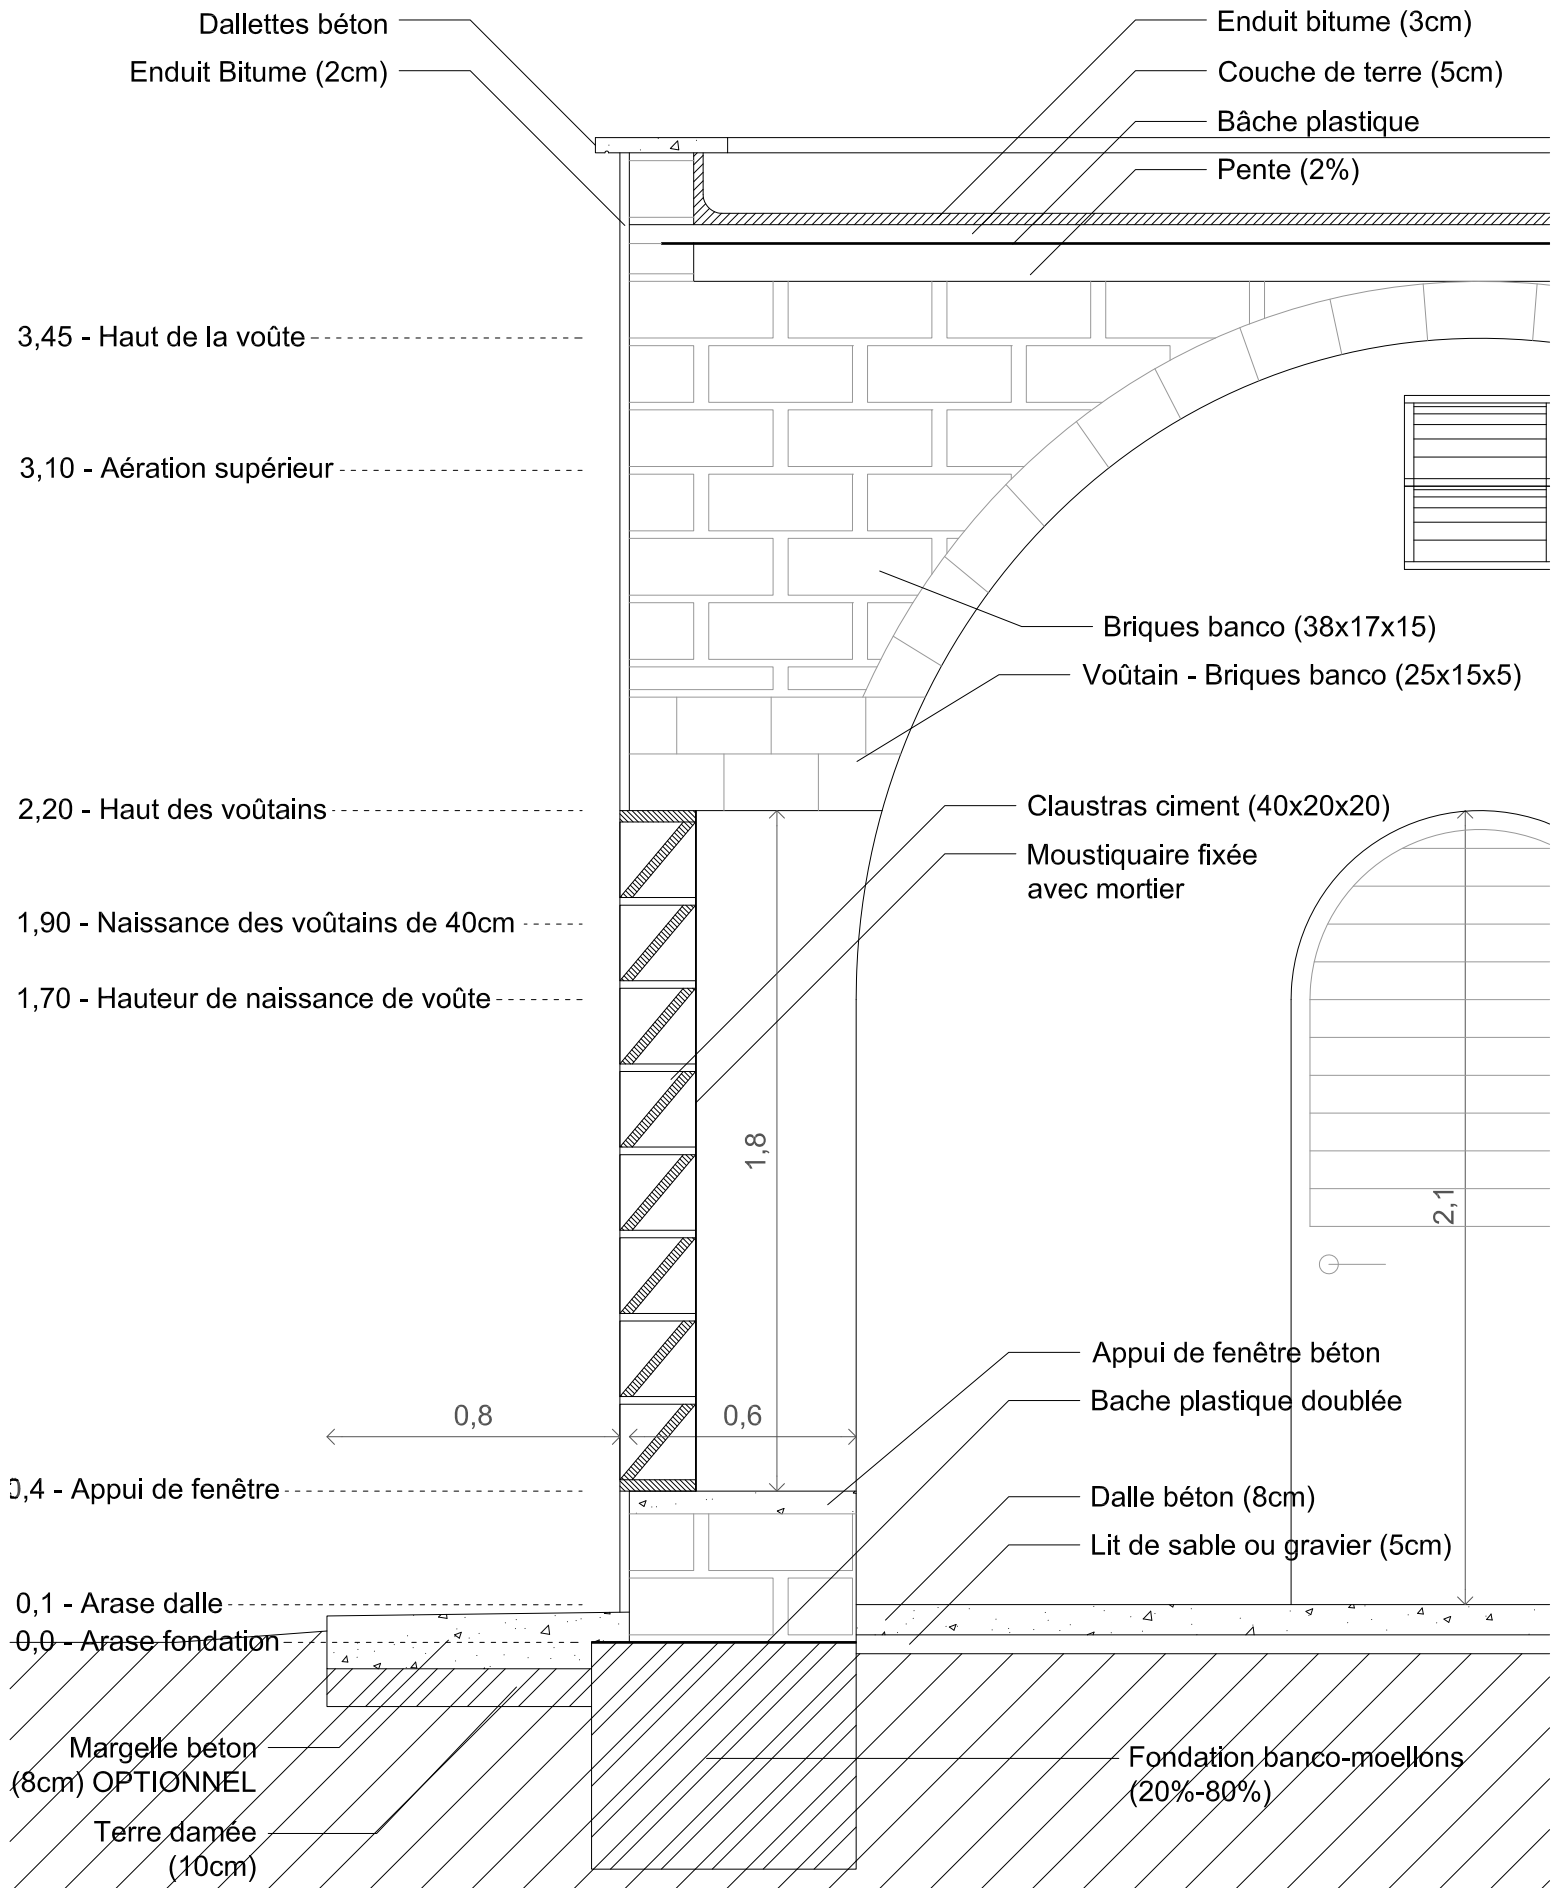 Dallettes béton
Enduit Bitume (2cm)
Enduit bitume (3cm)
Couche de terre (5cm)
Bâche plastique
Pente (2%)
3,45 - Haut de la voûte
3,10 - Aération supérieur
Briques banco (38x17x15)
Voûtain - Briques banco (25x15x5)
2,20 - Haut des voûtains
Claustras ciment (40x20x20)
Moustiquaire fixée
avec mortier
1,90 - Naissance des voûtains de 40cm
1,70 - Hauteur de naissance de voûte
1,8
2,1
Appui de fenêtre béton
Bache plastique doublée
0,8
0,6
0,4 - Appui de fenêtre
Dalle béton (8cm)
Lit de sable ou gravier (5cm)
0,1 - Arase dalle
0,0 - Arase fondation
Margelle beton
(8cm) OPTIONNEL
Terre damée
(10cm)
Fondation banco-moellons
(20%-80%)